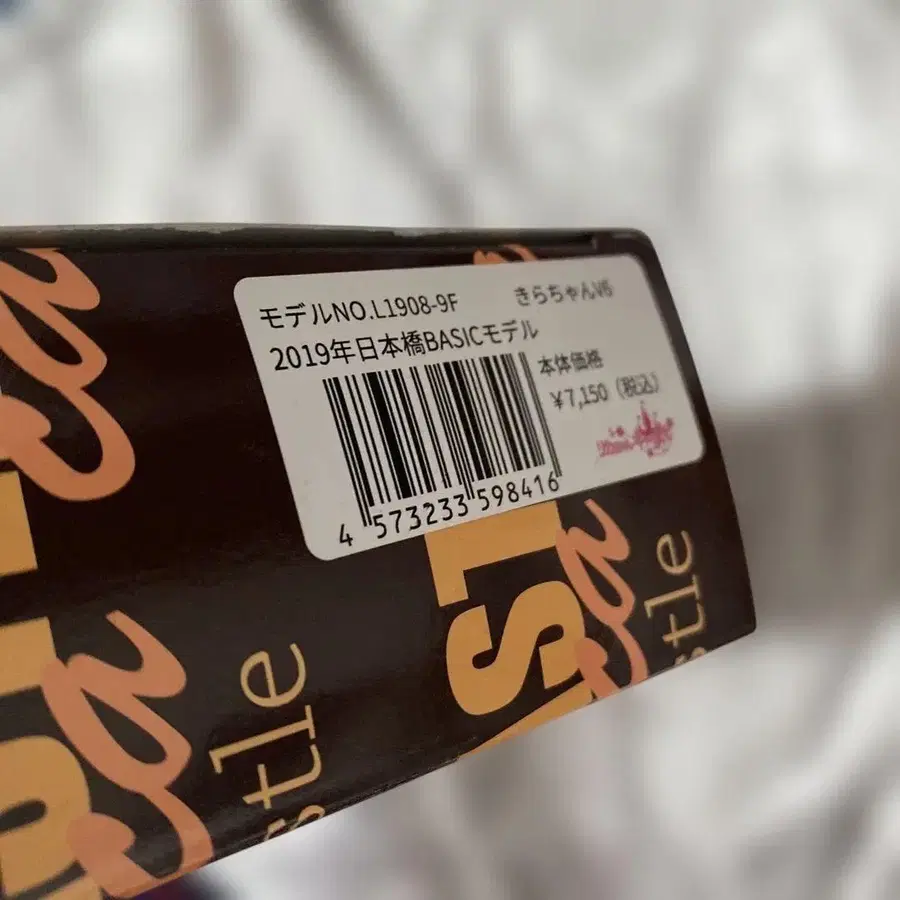 モデルNO.L1908-9F きらちゃんV6
2019年日本橋BASICモデル
本体価格
¥7,150（税込）
4 573233 598416
stle
stle